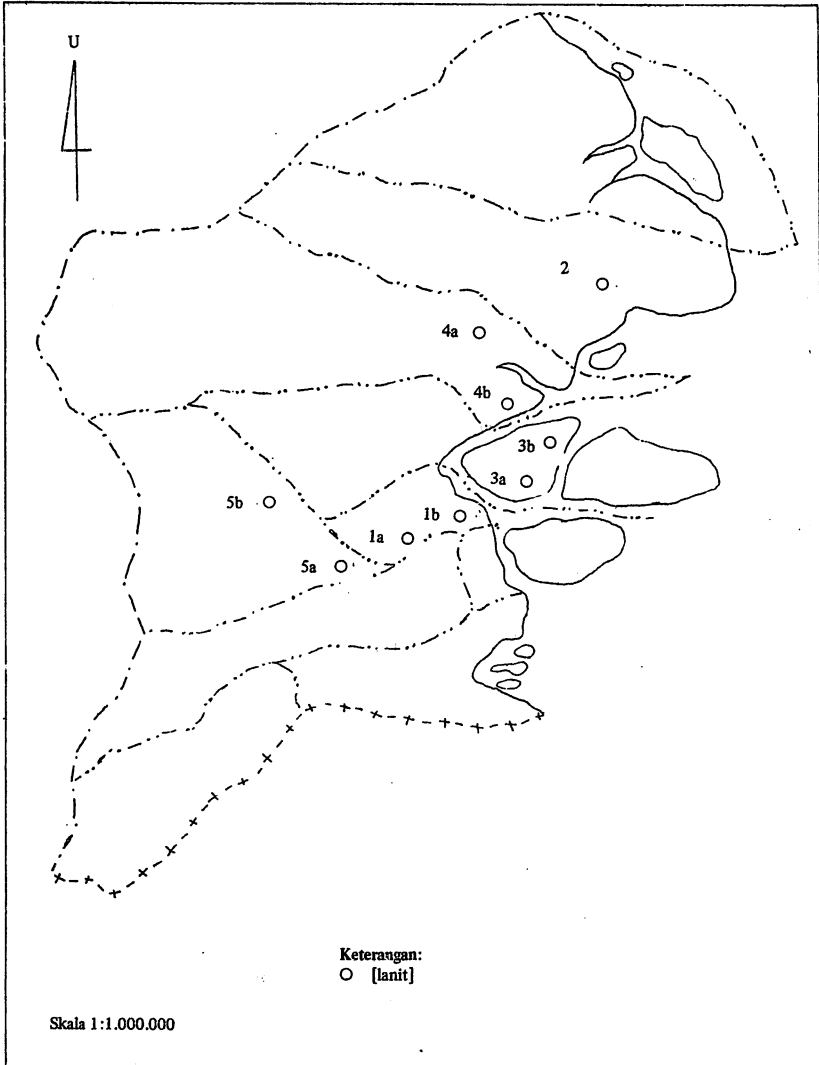 U
2
4a
4b
3b
3a
5b
1b
1a
5a
Keterangan:
O [lanit]
Skala 1:1.000.000